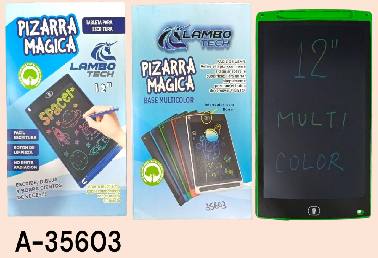 PIZARRA
MAGICA
TABLETA PARA
ESCRITURA
LAMBO
TECH
12"
Space!
FACIL
ESCRITURA
BOTON DE
LIMPIEZA
NO EMITE
RADIACION
LAMBO
TECH
PIZARRA
MAGICA
BASE MULTICOLOR
35603
12"
MULTI
COLOR
A-35603